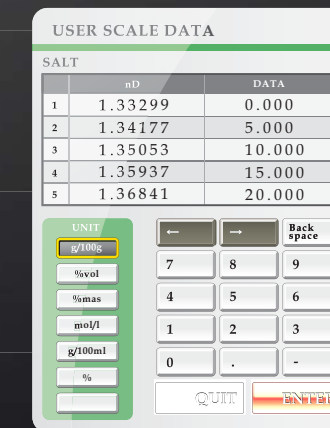 USER SCALE DATA
SALT
nD DATA
1 1.33299 0.000
2 1.34177 5.000
3 1.35053 10.000
4 1.35937 15.000
5 1.36841 20.000
UNIT
g/100g
%vol
%mas
mol/l
g/100ml
%
← → Back space
7 8 9
4 5 6
1 2 3
0 . -
QUIT ENTER